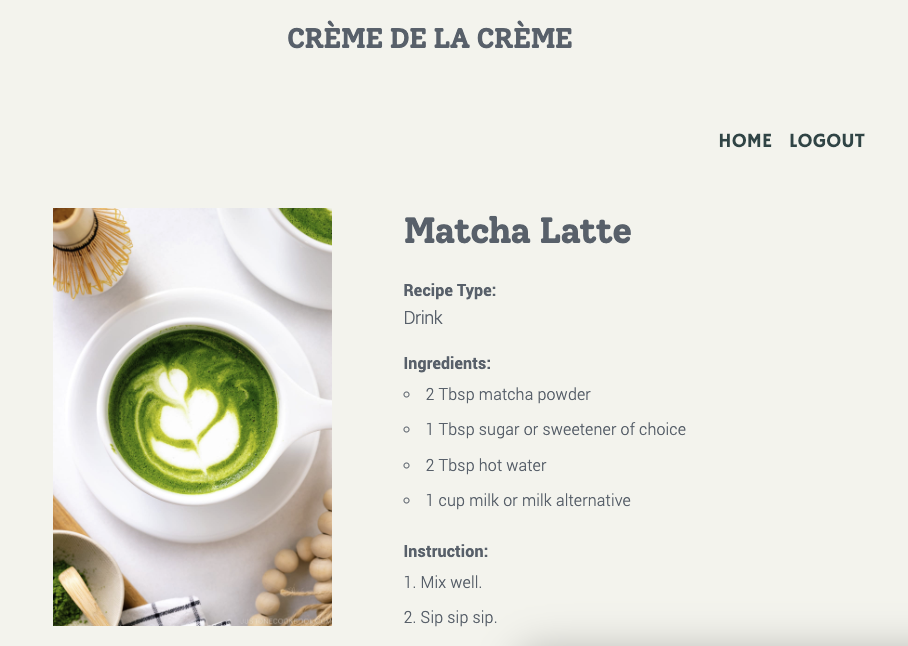 CRÈME DE LA CRÈME
HOME LOGOUT
Matcha Latte
Recipe Type:
Drink
Ingredients:
2 Tbsp matcha powder
1 Tbsp sugar or sweetener of choice
2 Tbsp hot water
1 cup milk or milk alternative
Instruction:
1. Mix well.
2. Sip sip sip.